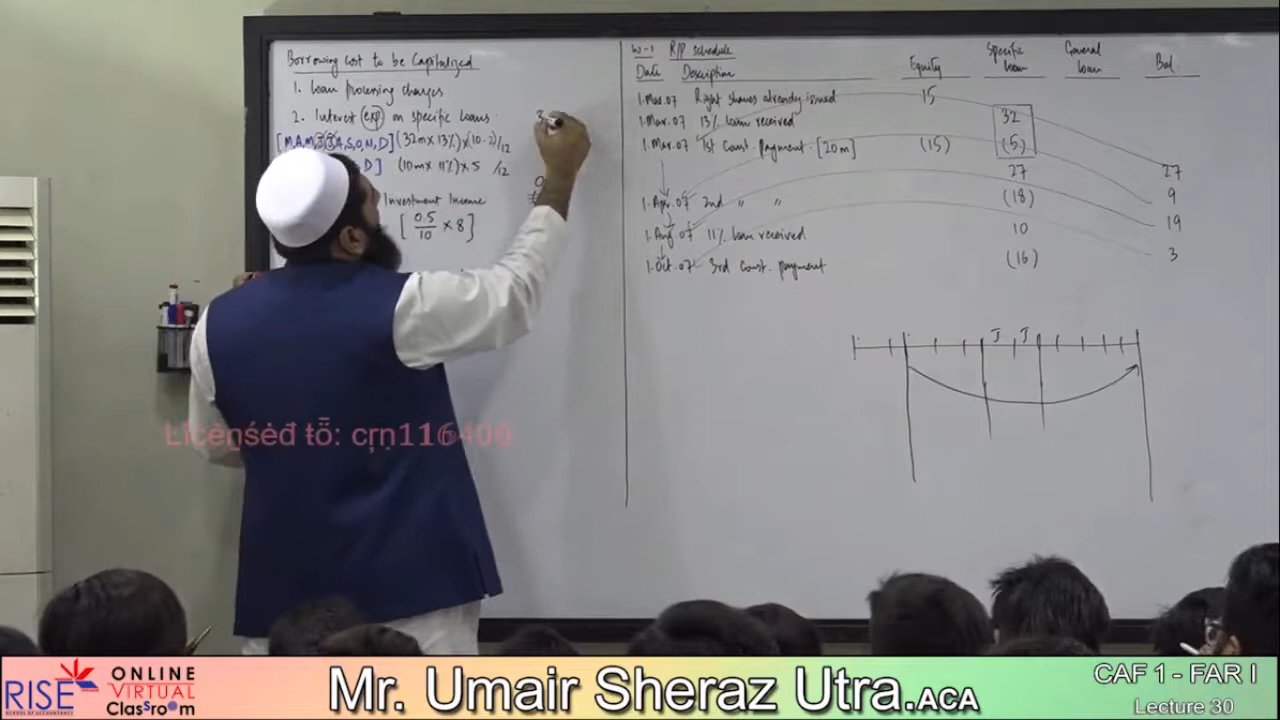 Borrowing Cost to be Capitalized
1. Loan processing charges
2. Interest (exp) on specific loans
[M,A,M,J,J,A,S,O,N,D] (32m x 13%) x (10-2)/12
D] (10m x 11%) x 5 /12
Investment Income
[0.5/10 x 8]
W-1 R/P schedule
Date Description Equity Specific loan General loan Bal.
1.Mar.07 Right shares already issued 15
1.Mar.07 13% loan received 32
1.Mar.07 1st Const. payment [20m] (15) (5)
27 27
1.Apr.07 2nd " " (18) 9
1.Aug.07 11% loan received 10 19
1.Oct.07 3rd Const. payment (16) 3
J J
Licensed to: crn116400
RISE
ONLINE
VIRTUAL
Classroom
Mr. Umair Sheraz Utra.ACA
CAF 1 - FAR I
Lecture 30